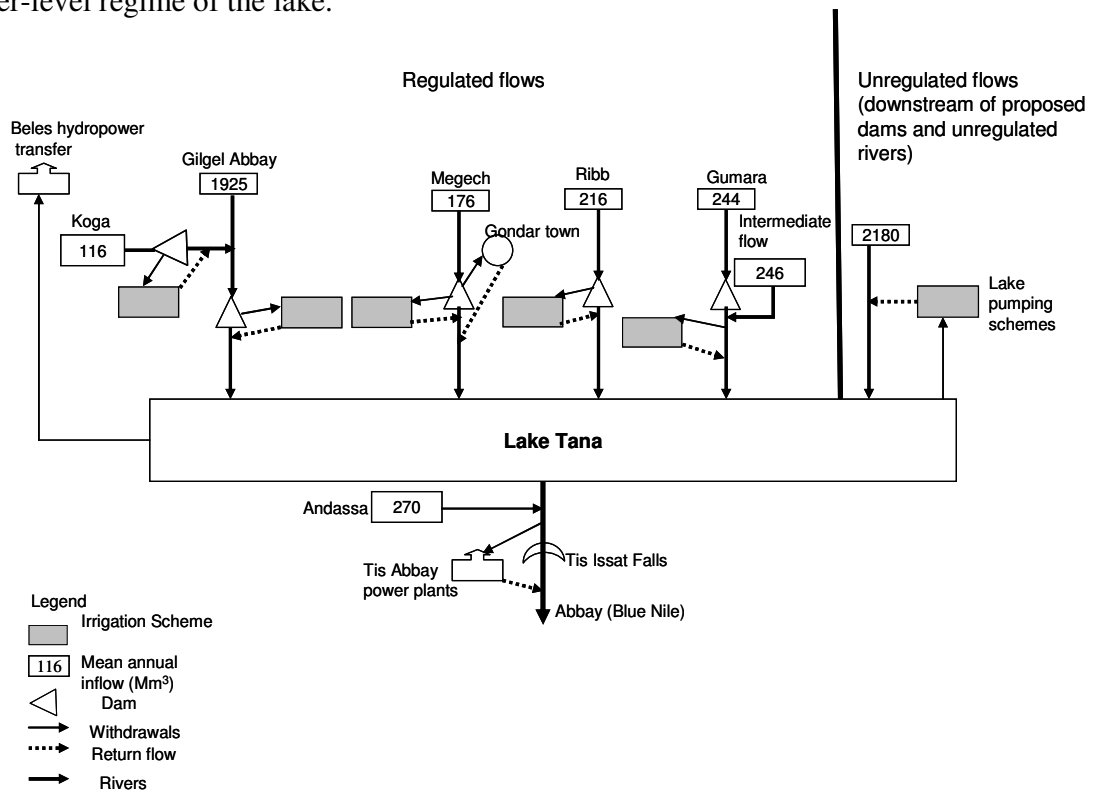 er-level regime of the lake.
Regulated flows
Unregulated flows
(downstream of proposed
dams and unregulated
rivers)
Beles hydropower
transfer
Gilgel Abbay
1925
Koga
116
Megech
176
Gondar town
Ribb
216
Gumara
244
Intermediate
flow
246
2180
Lake
pumping
schemes
Lake Tana
Andassa
270
Tis Abbay
power plants
Tis Issat Falls
Abbay (Blue Nile)
Legend
Irrigation Scheme
116
Mean annual
inflow (Mm³)
Dam
Withdrawals
Return flow
Rivers